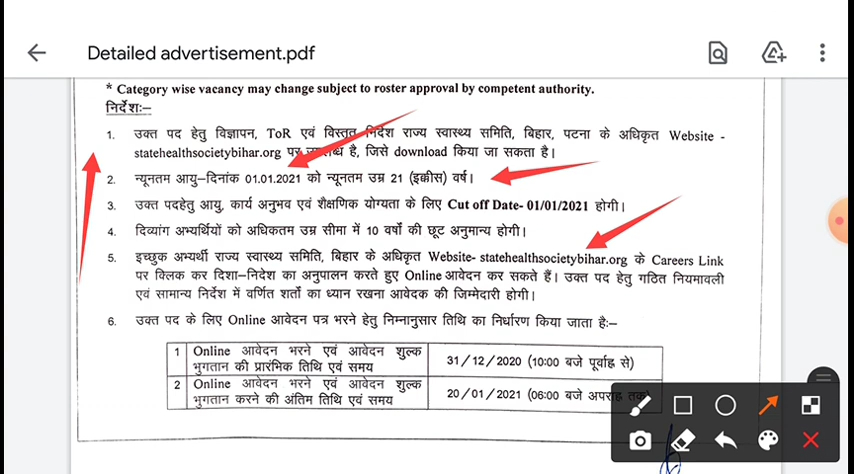 Detailed advertisement.pdf
* Category wise vacancy may change subject to roster approval by competent authority.
निर्देशः–
1. उक्त पद हेतु विज्ञापन, ToR एवं विस्तृत निर्देश राज्य स्वास्थ्य समिति, बिहार, पटना के अधिकृत Website -
statehealthsocietybihar.org पर उपलब्ध है, जिसे download किया जा सकता है।
2. न्यूनतम आयु–दिनांक 01.01.2021 को न्यूनतम उम्र 21 (इक्कीस) वर्ष।
3. उक्त पदहेतु आयु, कार्य अनुभव एवं शैक्षणिक योग्यता के लिए Cut off Date- 01/01/2021 होगी।
4. दिव्यांग अभ्यर्थियों को अधिकतम उम्र सीमा में 10 वर्षों की छूट अनुमान्य होगी।
5. इच्छुक अभ्यर्थी राज्य स्वास्थ्य समिति, बिहार के अधिकृत Website- statehealthsocietybihar.org के Careers Link
पर क्लिक कर दिशा–निदेश का अनुपालन करते हुए Online आवेदन कर सकते हैं। उक्त पद हेतु गठित नियमावली
एवं सामान्य निर्देश में वर्णित शर्तों का ध्यान रखना आवेदक की जिम्मेदारी होगी।
6. उक्त पद के लिए Online आवेदन पत्र भरने हेतु निम्नानुसार तिथि का निर्धारण किया जाता हैः–
1 Online आवेदन भरने एवं आवेदन शुल्क
भुगतान की प्रारंभिक तिथि एवं समय 31/12/2020 (10:00 बजे पूर्वाह्न से)
2 Online आवेदन भरने एवं आवेदन शुल्क
भुगतान करने की अंतिम तिथि एवं समय 20/01/2021 (06:00 बजे अपराह्न तक)